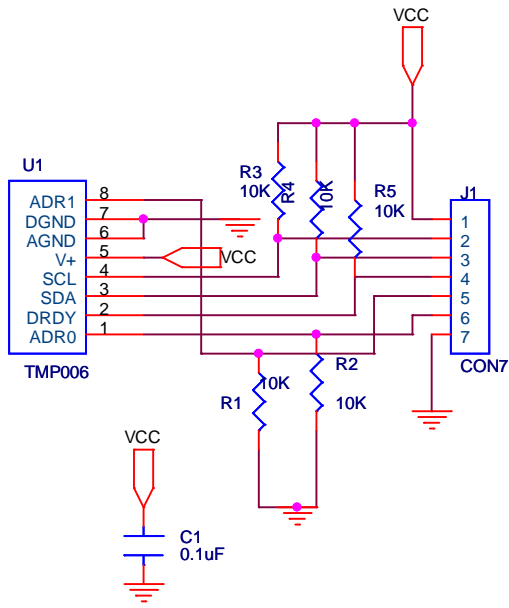 VCC
U1
R3
10K
R4
10K
R5
10K
J1
ADR1 8
DGND 7
AGND 6
V+ 5
SCL 4
SDA 3
DRDY 2
ADR0 1
VCC
1
2
3
4
5
6
7
TMP006
CON7
R2
10K
R1
10K
VCC
C1
0.1uF